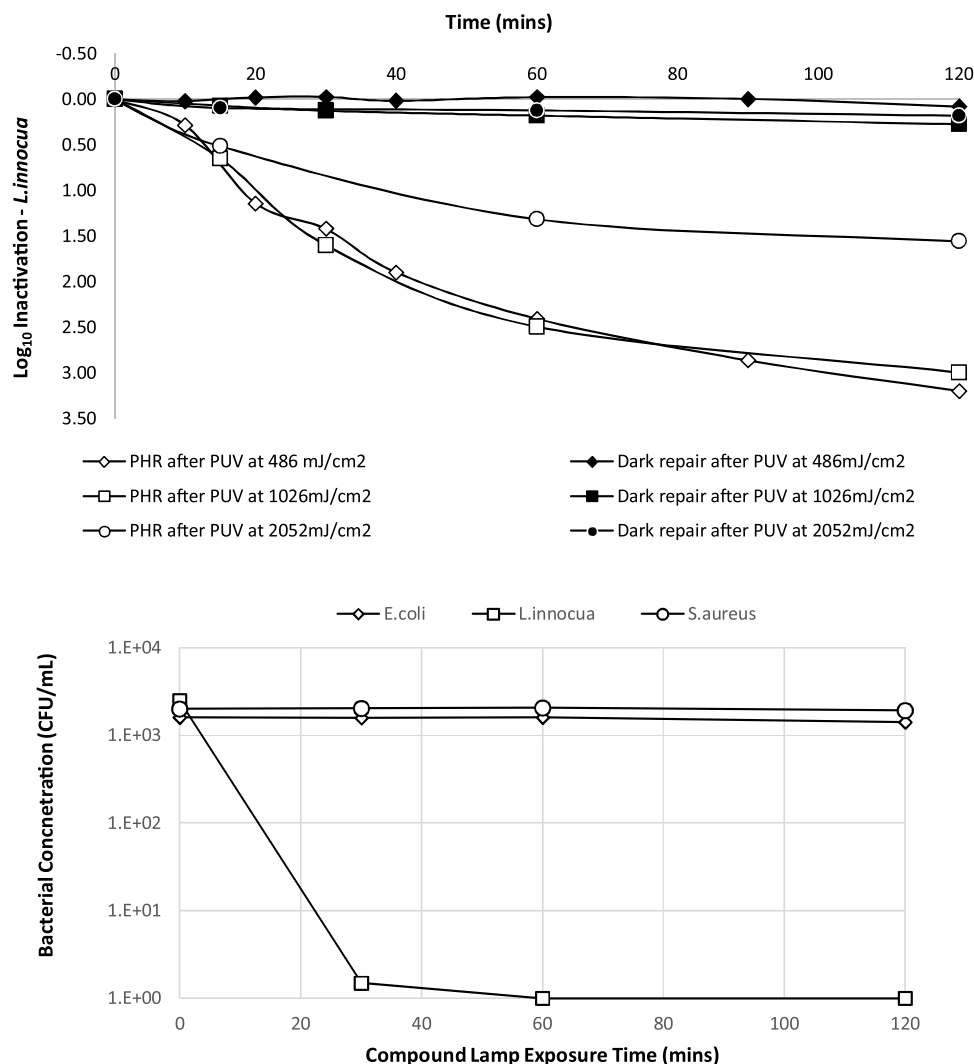 Time (mins)
-0.50
0 20 40 60 80 100 120
0.00
0.50
1.00
1.50
2.00
2.50
3.00
3.50
Log10 Inactivation - L.innocua
PHR after PUV at 486 mJ/cm2 Dark repair after PUV at 486mJ/cm2
PHR after PUV at 1026mJ/cm2 Dark repair after PUV at 1026mJ/cm2
PHR after PUV at 2052mJ/cm2 Dark repair after PUV at 2052mJ/cm2
E.coli L.innocua S.aureus
1.E+04
1.E+03
1.E+02
1.E+01
1.E+00
Bacterial Concnetration (CFU/mL)
0 20 40 60 80 100 120
Compound Lamp Exposure Time (mins)